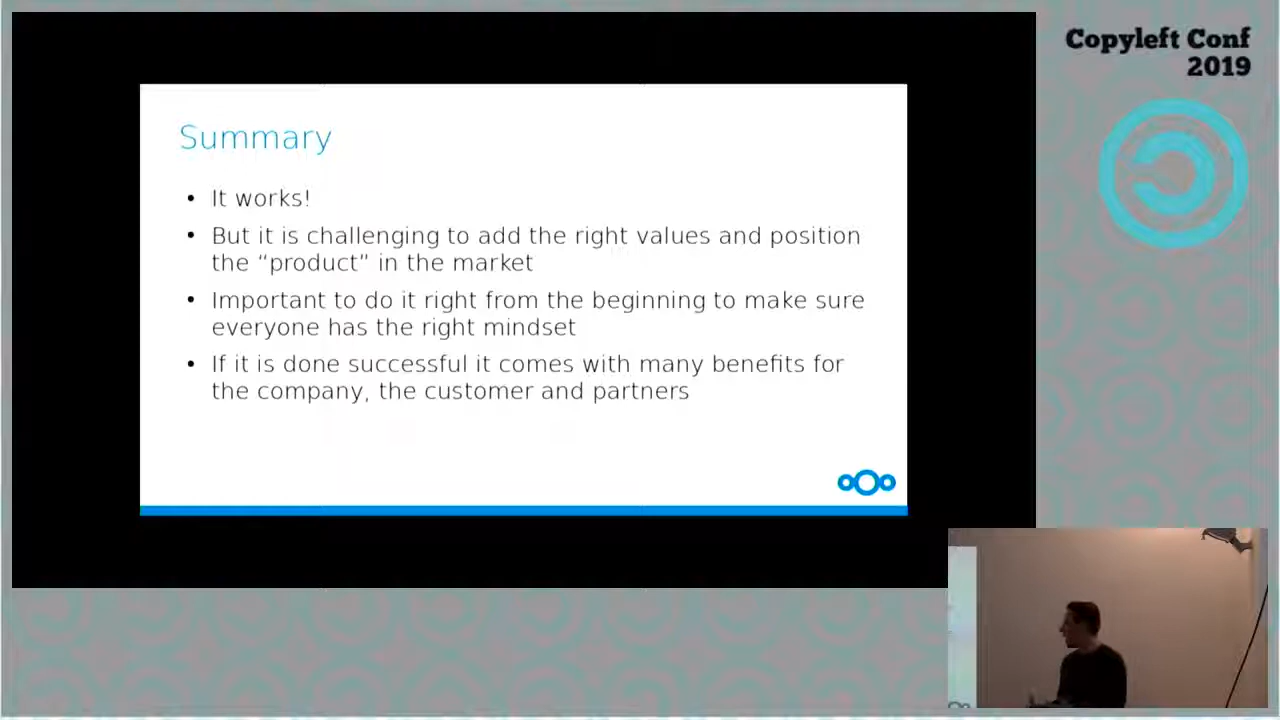 Copyleft Conf
2019
Summary
• It works!
• But it is challenging to add the right values and position
the “product” in the market
• Important to do it right from the beginning to make sure
everyone has the right mindset
• If it is done successful it comes with many benefits for
the company, the customer and partners